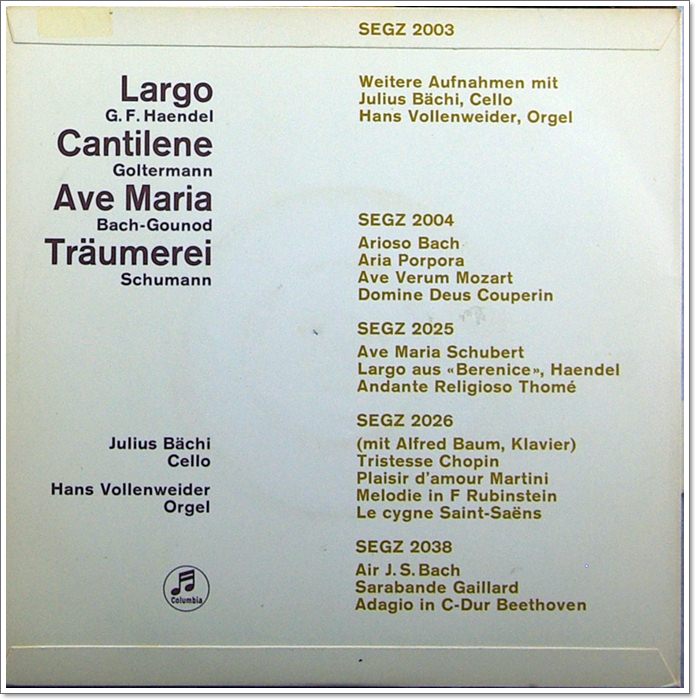 SEGZ 2003
Largo
G. F. Haendel
Cantilene
Goltermann
Ave Maria
Bach-Gounod
Träumerei
Schumann
Julius Bächi
Cello
Hans Vollenweider
Orgel
Columbia
Weitere Aufnahmen mit
Julius Bächi, Cello
Hans Vollenweider, Orgel
SEGZ 2004
Arioso Bach
Aria Porpora
Ave Verum Mozart
Domine Deus Couperin
SEGZ 2025
Ave Maria Schubert
Largo aus «Berenice», Haendel
Andante Religioso Thomé
SEGZ 2026
(mit Alfred Baum, Klavier)
Tristesse Chopin
Plaisir d'amour Martini
Melodie in F Rubinstein
Le cygne Saint-Saëns
SEGZ 2038
Air J. S. Bach
Sarabande Gaillard
Adagio in C-Dur Beethoven